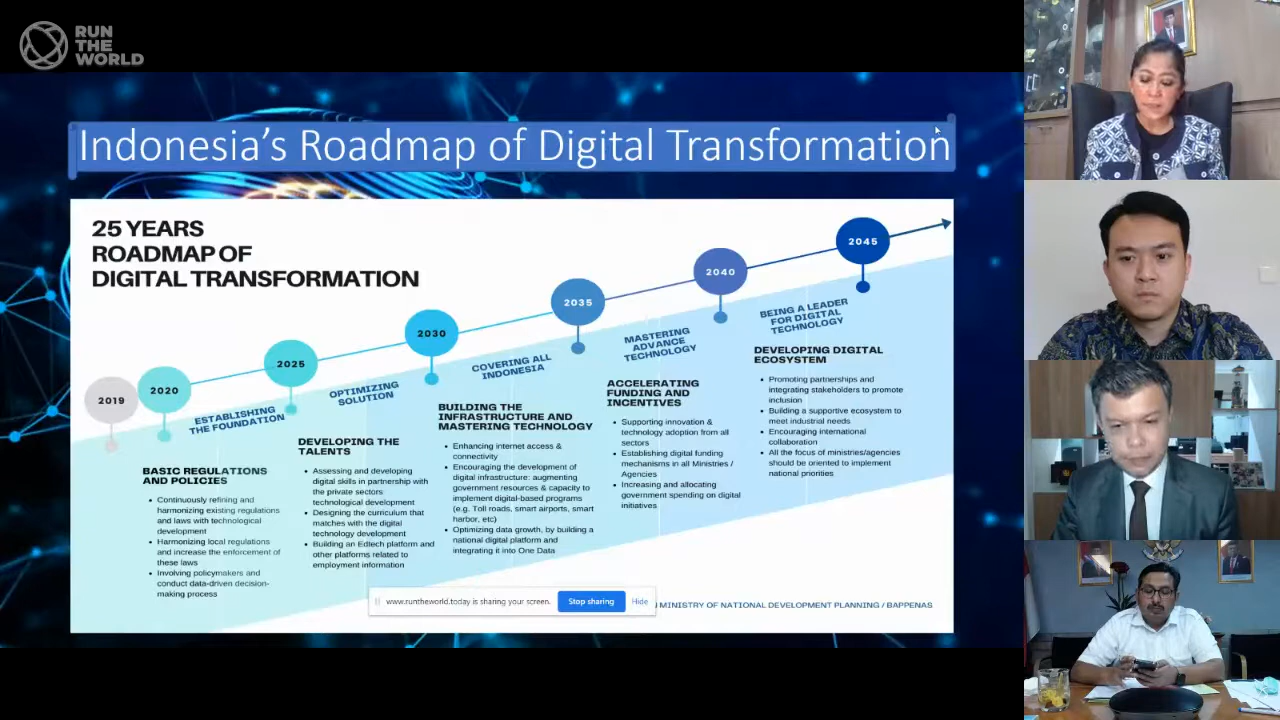 RUN
THE
WORLD
Indonesia's Roadmap of Digital Transformation
25 YEARS
ROADMAP OF
DIGITAL TRANSFORMATION
2019
2020
2025
2030
2035
2040
2045
ESTABLISHING
THE FOUNDATION
OPTIMIZING
SOLUTION
COVERING ALL
INDONESIA
MASTERING
ADVANCE
TECHNOLOGY
BEING A LEADER
FOR DIGITAL
TECHNOLOGY
BASIC REGULATIONS
AND POLICIES
• Continuously refining and
harmonizing existing regulations
and laws with technological
development
• Harmonizing local regulations
and increase the enforcement of
these laws
• Involving policymakers and
conduct data-driven decision-
making process
DEVELOPING THE
TALENTS
• Assessing and developing
digital skills in partnership with
the private sectors
technological development
• Designing the curriculum that
matches with the digital
technology development
• Building an Edtech platform and
other platforms related to
employment information
BUILDING THE
INFRASTRUCTURE AND
MASTERING TECHNOLOGY
• Enhancing internet access &
connectivity
• Encouraging the development of
digital infrastructure: augmenting
government resources & capacity to
implement digital-based programs
(e.g. Toll roads, smart airports, smart
harbor, etc)
• Optimizing data growth, by building a
national digital platform and
integrating it into One Data
ACCELERATING
FUNDING AND
INCENTIVES
• Supporting innovation &
technology adoption from all
sectors
• Establishing digital funding
mechanisms in all Ministries /
Agencies
• Increasing and allocating
government spending on digital
initiatives
DEVELOPING DIGITAL
ECOSYSTEM
• Promoting partnerships and
integrating stakeholders to promote
inclusion
• Building a supportive ecosystem to
meet industrial needs
• Encouraging international
collaboration
• All the focus of ministries/agencies
should be oriented to implement
national priorities
www.runtheworld.today is sharing your screen.
Stop sharing
Hide
MINISTRY OF NATIONAL DEVELOPMENT PLANNING / BAPPENAS